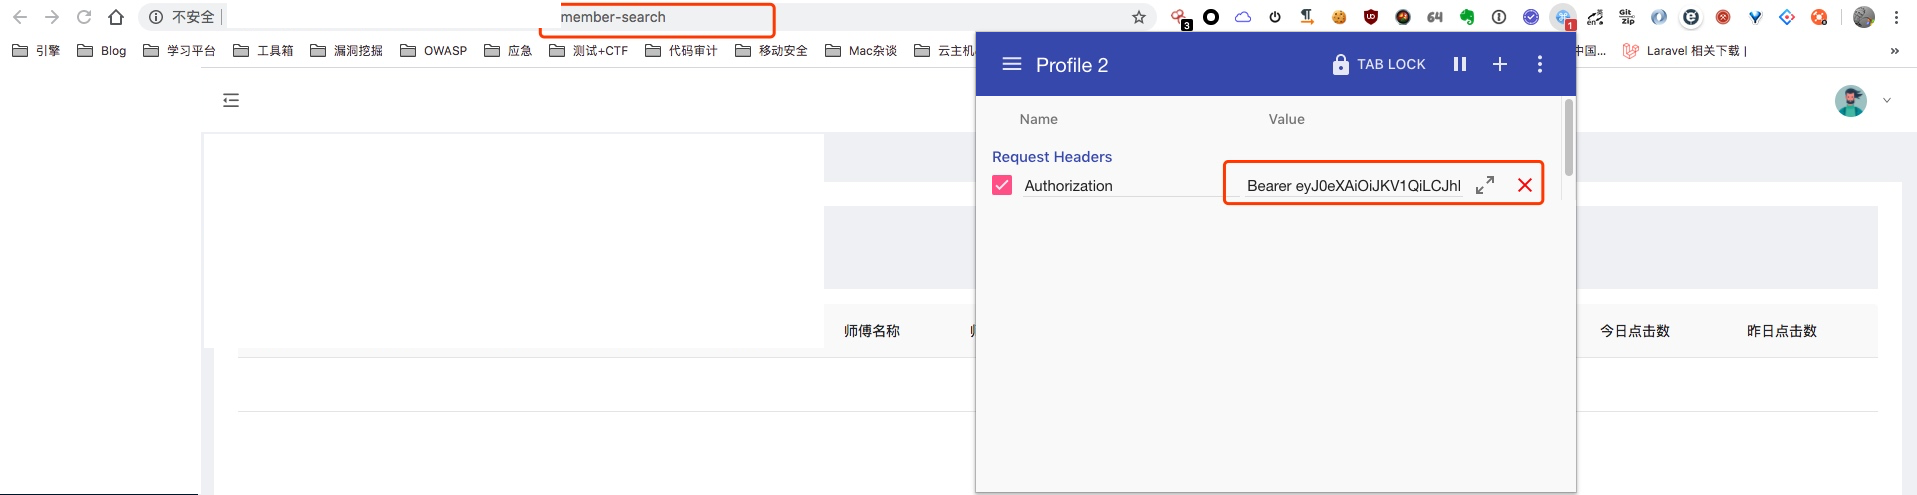 不安全 | member-search
引擎 Blog 学习平台 工具箱 漏洞挖掘 OWASP 应急 测试+CTF 代码审计 移动安全 Mac杂谈 云主机 中国... Laravel 相关下载 | »
Profile 2 TAB LOCK
Name Value
Request Headers
Authorization Bearer eyJ0eXAiOiJKV1QiLCJhl
师傅名称 今日点击数 昨日点击数